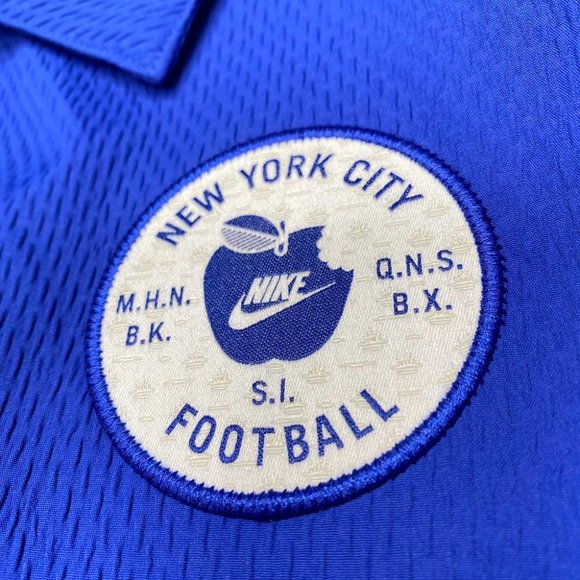 NEW YORK CITY
NIKE
M.H.N.
B.K.
Q.N.S.
B.X.
S.I.
FOOTBALL